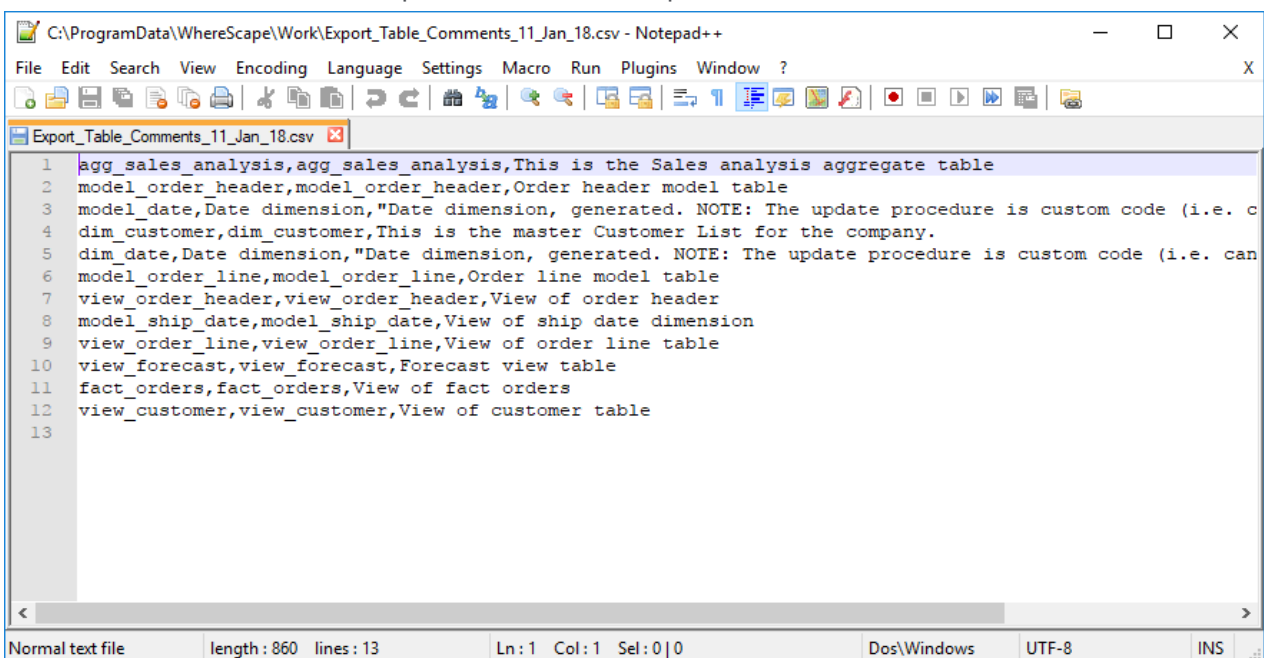 C:\ProgramData\WhereScape\Work\Export_Table_Comments_11_Jan_18.csv - Notepad++
File Edit Search View Encoding Language Settings Macro Run Plugins Window ? X
Export_Table_Comments_11_Jan_18.csv
1 agg_sales_analysis,agg_sales_analysis,This is the Sales analysis aggregate table
2 model_order_header,model_order_header,Order header model table
3 model_date,Date dimension,"Date dimension, generated. NOTE: The update procedure is custom code (i.e. c
4 dim_customer,dim_customer,This is the master Customer List for the company.
5 dim_date,Date dimension,"Date dimension, generated. NOTE: The update procedure is custom code (i.e. can
6 model_order_line,model_order_line,Order line model table
7 view_order_header,view_order_header,View of order header
8 model_ship_date,model_ship_date,View of ship date dimension
9 view_order_line,view_order_line,View of order line table
10 view_forecast,view_forecast,Forecast view table
11 fact_orders,fact_orders,View of fact orders
12 view_customer,view_customer,View of customer table
13
Normal text file length : 860 lines : 13 Ln : 1 Col : 1 Sel : 0 | 0 Dos\Windows UTF-8 INS